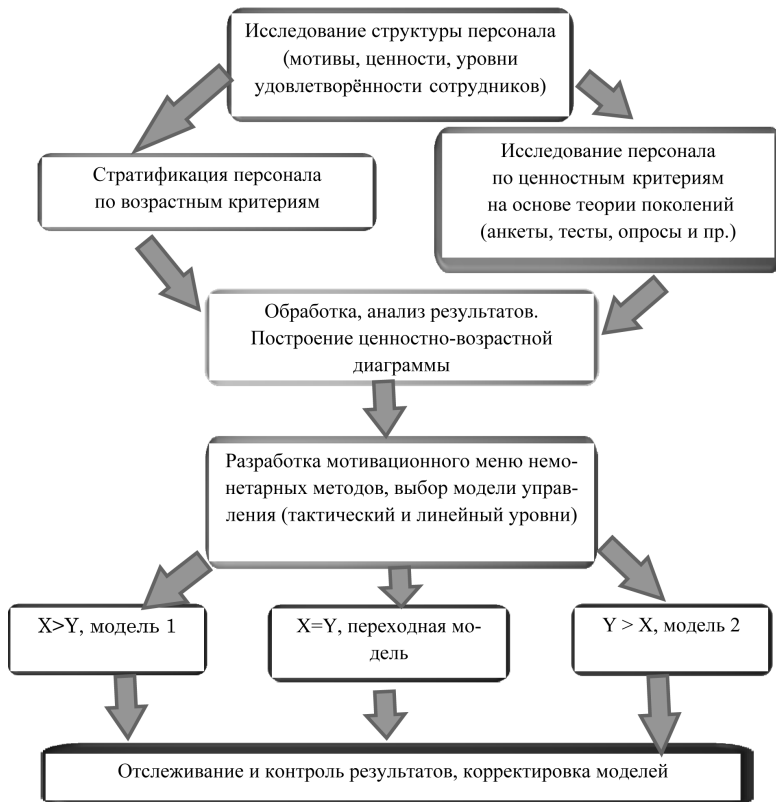 Исследование структуры персонала
(мотивы, ценности, уровни
удовлетворённости сотрудников)
Стратификация персонала
по возрастным критериям
Исследование персонала
по ценностным критериям
на основе теории поколений
(анкеты, тесты, опросы и пр.)
Обработка, анализ результатов.
Построение ценностно-возрастной
диаграммы
Разработка мотивационного меню немо-
нетарных методов, выбор модели управ-
ления (тактический и линейный уровни)
X>Y, модель 1
X=Y, переходная мо-
дель
Y > X, модель 2
Отслеживание и контроль результатов, корректировка моделей